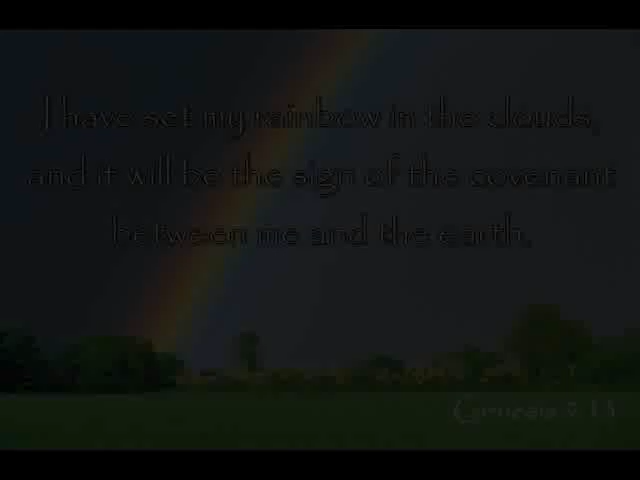 I have set my rainbow in the clouds,
and it will be the sign of the covenant
between me and the earth.
Genesis 9:13